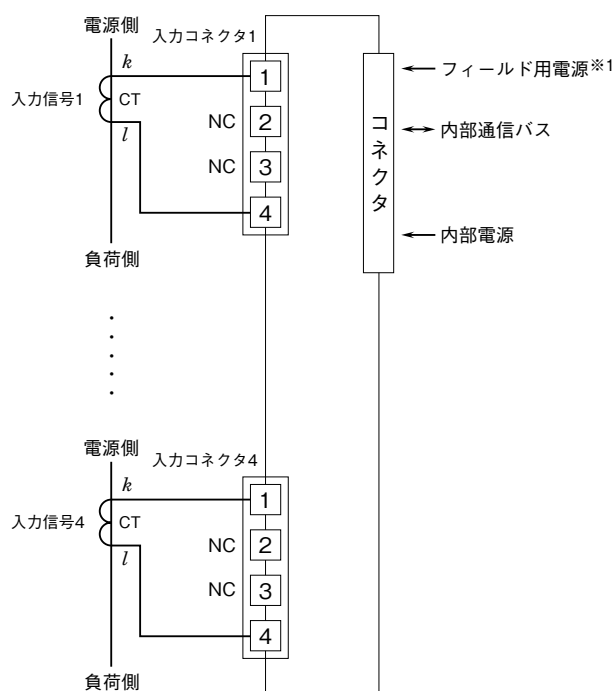 電源側
入力コネクタ1
k
1
フィールド用電源※1
入力信号1
CT
コネクタ
NC
2
内部通信バス
l
NC
3
4
内部電源
負荷側
電源側
入力コネクタ4
k
1
入力信号4
CT
NC
2
l
NC
3
4
負荷側